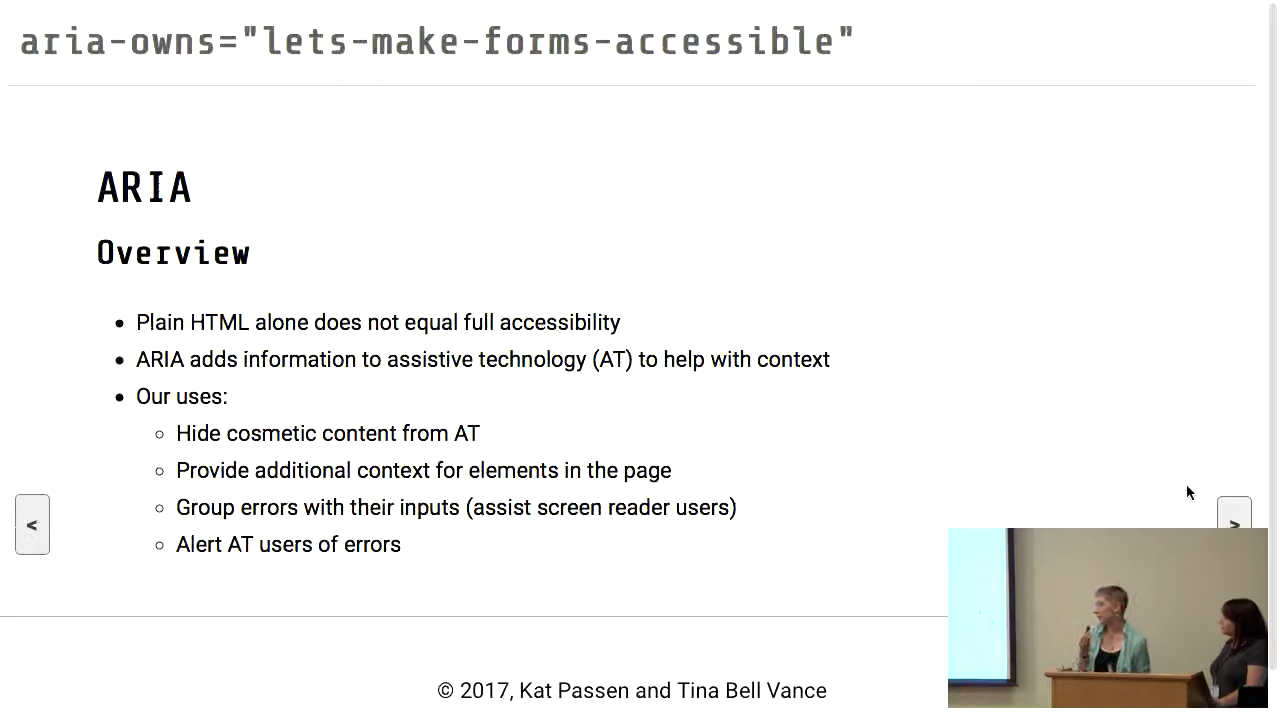 aria-owns="lets-make-forms-accessible"
ARIA
Overview
Plain HTML alone does not equal full accessibility
ARIA adds information to assistive technology (AT) to help with context
Our uses:
Hide cosmetic content from AT
Provide additional context for elements in the page
Group errors with their inputs (assist screen reader users)
Alert AT users of errors
<
>
© 2017, Kat Passen and Tina Bell Vance